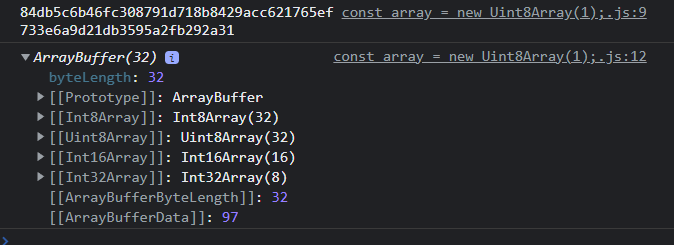 84db5c6b46fc308791d718b8429acc621765ef const array = new Uint8Array(1);.js:9
733e6a9d21db3595a2fb292a31
▼ArrayBuffer(32) i const array = new Uint8Array(1);.js:12
byteLength: 32
▶[[Prototype]]: ArrayBuffer
▶[[Int8Array]]: Int8Array(32)
▶[[Uint8Array]]: Uint8Array(32)
▶[[Int16Array]]: Int16Array(16)
▶[[Int32Array]]: Int32Array(8)
[[ArrayBufferByteLength]]: 32
[[ArrayBufferData]]: 97